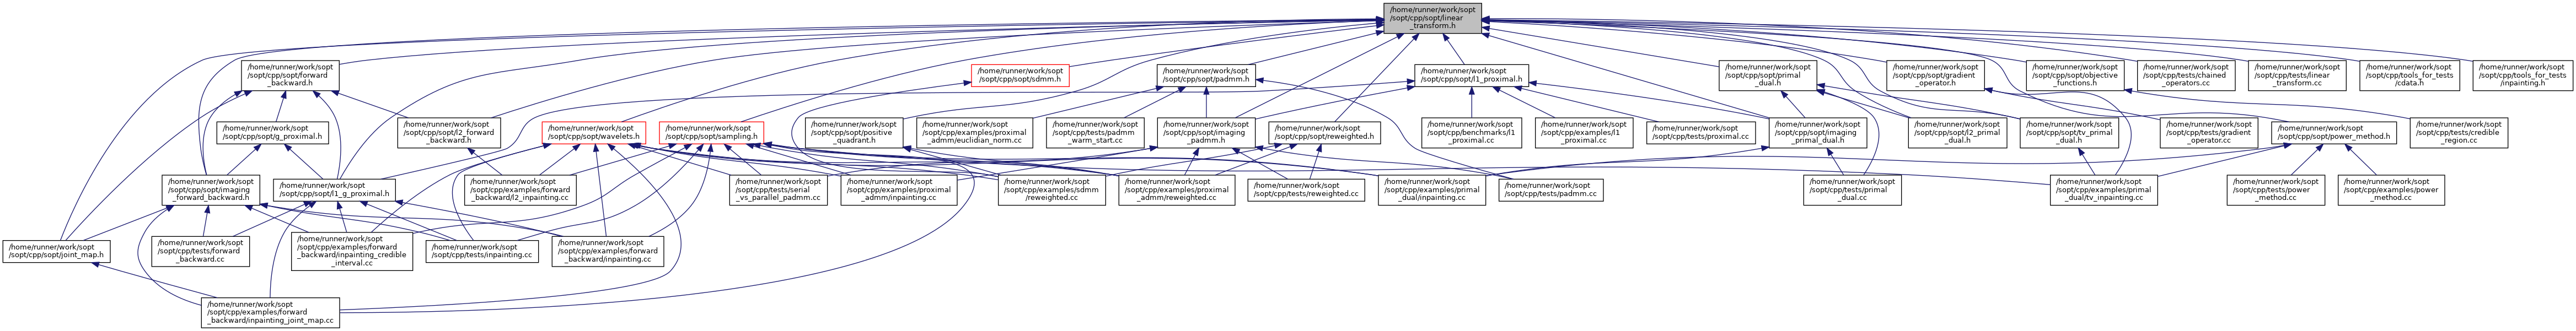 /home/runner/work/sopt
/sopt/cpp/sopt/linear
_transform.h
/home/runner/work/sopt
/sopt/cpp/sopt/forward
_backward.h
/home/runner/work/sopt
/sopt/cpp/sopt/sdmm.h
/home/runner/work/sopt
/sopt/cpp/sopt/padmm.h
/home/runner/work/sopt
/sopt/cpp/sopt/l1_proximal.h
/home/runner/work/sopt
/sopt/cpp/sopt/primal
_dual.h
/home/runner/work/sopt
/sopt/cpp/sopt/gradient
_operator.h
/home/runner/work/sopt
/sopt/cpp/sopt/objective
_functions.h
/home/runner/work/sopt
/sopt/cpp/tests/chained
_operators.cc
/home/runner/work/sopt
/sopt/cpp/tests/linear
_transform.cc
/home/runner/work/sopt
/sopt/cpp/tools_for_tests
/cdata.h
/home/runner/work/sopt
/sopt/cpp/tools_for_tests
/inpainting.h
/home/runner/work/sopt
/sopt/cpp/sopt/g_proximal.h
/home/runner/work/sopt
/sopt/cpp/sopt/l2_forward
_backward.h
/home/runner/work/sopt
/sopt/cpp/sopt/wavelets.h
/home/runner/work/sopt
/sopt/cpp/sopt/sampling.h
/home/runner/work/sopt
/sopt/cpp/sopt/positive
_quadrant.h
/home/runner/work/sopt
/sopt/cpp/examples/proximal
_admm/euclidian_norm.cc
/home/runner/work/sopt
/sopt/cpp/tests/padmm
_warm_start.cc
/home/runner/work/sopt
/sopt/cpp/sopt/imaging
_padmm.h
/home/runner/work/sopt
/sopt/cpp/sopt/reweighted.h
/home/runner/work/sopt
/sopt/cpp/benchmarks/l1
_proximal.cc
/home/runner/work/sopt
/sopt/cpp/examples/l1
_proximal.cc
/home/runner/work/sopt
/sopt/cpp/tests/proximal.cc
/home/runner/work/sopt
/sopt/cpp/sopt/imaging
_primal_dual.h
/home/runner/work/sopt
/sopt/cpp/sopt/l2_primal
_dual.h
/home/runner/work/sopt
/sopt/cpp/sopt/tv_primal
_dual.h
/home/runner/work/sopt
/sopt/cpp/tests/gradient
_operator.cc
/home/runner/work/sopt
/sopt/cpp/sopt/power_method.h
/home/runner/work/sopt
/sopt/cpp/tests/credible
_region.cc
/home/runner/work/sopt
/sopt/cpp/sopt/imaging
_forward_backward.h
/home/runner/work/sopt
/sopt/cpp/sopt/l1_g_proximal.h
/home/runner/work/sopt
/sopt/cpp/examples/forward
_backward/l2_inpainting.cc
/home/runner/work/sopt
/sopt/cpp/tests/serial
_vs_parallel_padmm.cc
/home/runner/work/sopt
/sopt/cpp/examples/proximal
_admm/inpainting.cc
/home/runner/work/sopt
/sopt/cpp/examples/sdmm
/reweighted.cc
/home/runner/work/sopt
/sopt/cpp/examples/proximal
_admm/reweighted.cc
/home/runner/work/sopt
/sopt/cpp/tests/reweighted.cc
/home/runner/work/sopt
/sopt/cpp/examples/primal
_dual/inpainting.cc
/home/runner/work/sopt
/sopt/cpp/tests/padmm.cc
/home/runner/work/sopt
/sopt/cpp/tests/primal
_dual.cc
/home/runner/work/sopt
/sopt/cpp/examples/primal
_dual/tv_inpainting.cc
/home/runner/work/sopt
/sopt/cpp/tests/power
_method.cc
/home/runner/work/sopt
/sopt/cpp/examples/power
_method.cc
/home/runner/work/sopt
/sopt/cpp/sopt/joint_map.h
/home/runner/work/sopt
/sopt/cpp/tests/forward
_backward.cc
/home/runner/work/sopt
/sopt/cpp/examples/forward
_backward/inpainting_credible
_interval.cc
/home/runner/work/sopt
/sopt/cpp/tests/inpainting.cc
/home/runner/work/sopt
/sopt/cpp/examples/forward
_backward/inpainting.cc
/home/runner/work/sopt
/sopt/cpp/examples/forward
_backward/inpainting_joint_map.cc